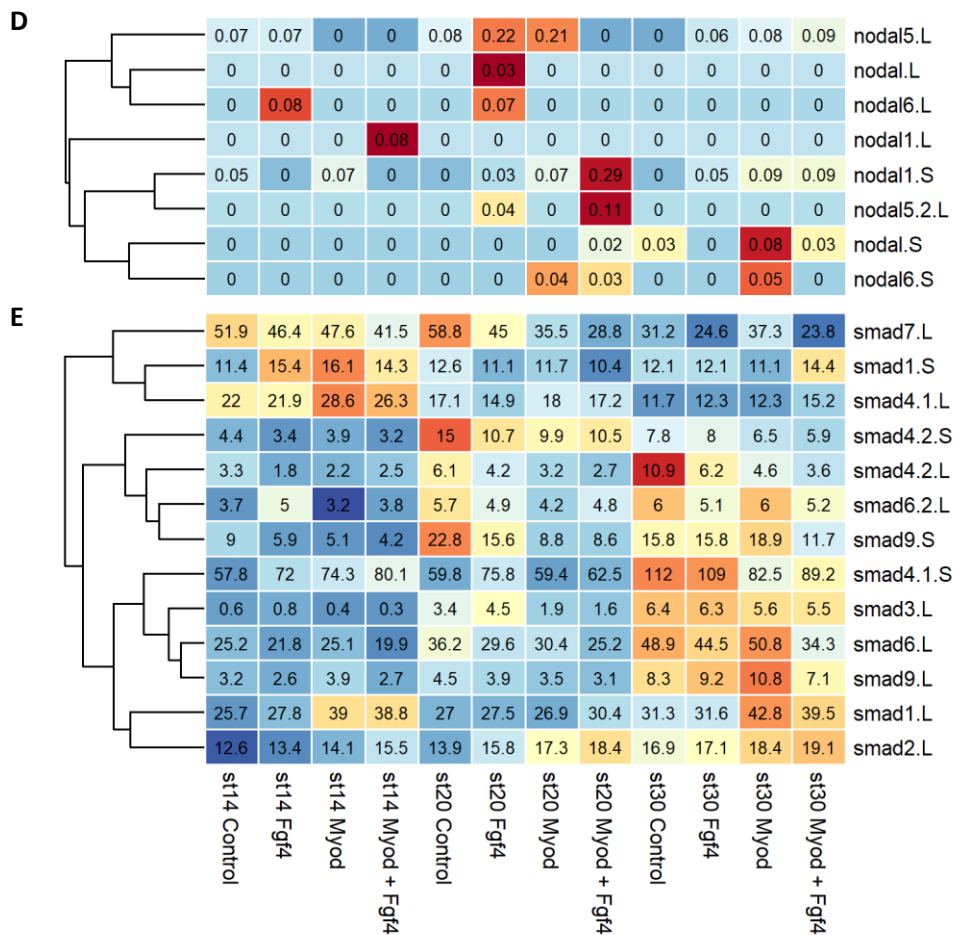 D
0.07 0.07 0 0 0.08 0.22 0.21 0 0 0.06 0.08 0.09 nodal5.L
0 0 0 0 0 0.03 0 0 0 0 0 0 nodal.L
0 0.08 0 0 0 0.07 0 0 0 0 0 0 nodal6.L
0 0 0 0.08 0 0 0 0 0 0 0 0 nodal1.L
0.05 0 0.07 0 0 0.03 0.07 0.29 0 0.05 0.09 0.09 nodal1.S
0 0 0 0 0 0.04 0 0.11 0 0 0 0 nodal5.2.L
0 0 0 0 0 0 0 0.02 0.03 0 0.08 0.03 nodal.S
0 0 0 0 0 0 0.04 0.03 0 0 0.05 0 nodal6.S
E
51.9 46.4 47.6 41.5 58.8 45 35.5 28.8 31.2 24.6 37.3 23.8 smad7.L
11.4 15.4 16.1 14.3 12.6 11.1 11.7 10.4 12.1 12.1 11.1 14.4 smad1.S
22 21.9 28.6 26.3 17.1 14.9 18 17.2 11.7 12.3 12.3 15.2 smad4.1.L
4.4 3.4 3.9 3.2 15 10.7 9.9 10.5 7.8 8 6.5 5.9 smad4.2.S
3.3 1.8 2.2 2.5 6.1 4.2 3.2 2.7 10.9 6.2 4.6 3.6 smad4.2.L
3.7 5 3.2 3.8 5.7 4.9 4.2 4.8 6 5.1 6 5.2 smad6.2.L
9 5.9 5.1 4.2 22.8 15.6 8.8 8.6 15.8 15.8 18.9 11.7 smad9.S
57.8 72 74.3 80.1 59.8 75.8 59.4 62.5 112 109 82.5 89.2 smad4.1.S
0.6 0.8 0.4 0.3 3.4 4.5 1.9 1.6 6.4 6.3 5.6 5.5 smad3.L
25.2 21.8 25.1 19.9 36.2 29.6 30.4 25.2 48.9 44.5 50.8 34.3 smad6.L
3.2 2.6 3.9 2.7 4.5 3.9 3.5 3.1 8.3 9.2 10.8 7.1 smad9.L
25.7 27.8 39 38.8 27 27.5 26.9 30.4 31.3 31.6 42.8 39.5 smad1.L
12.6 13.4 14.1 15.5 13.9 15.8 17.3 18.4 16.9 17.1 18.4 19.1 smad2.L
st14 Control
st14 Fgf4
st14 Myod
st14 Myod + Fgf4
st20 Control
st20 Fgf4
st20 Myod
st20 Myod + Fgf4
st30 Control
st30 Fgf4
st30 Myod
st30 Myod + Fgf4